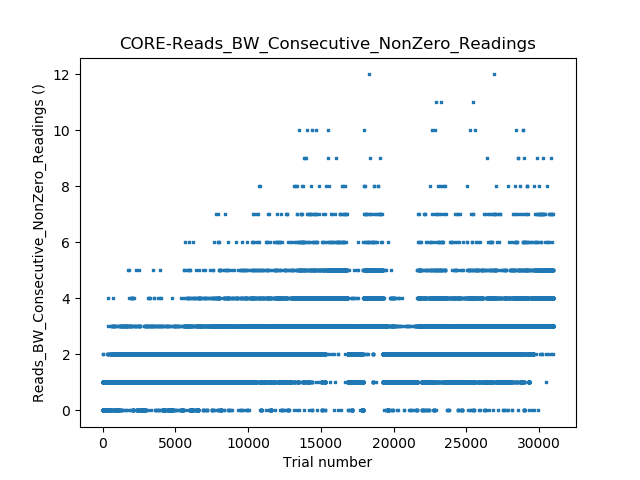 CORE-Reads_BW_Consecutive_NonZero_Readings
Reads_BW_Consecutive_NonZero_Readings ()
12
10
8
6
4
2
0
0 5000 10000 15000 20000 25000 30000
Trial number